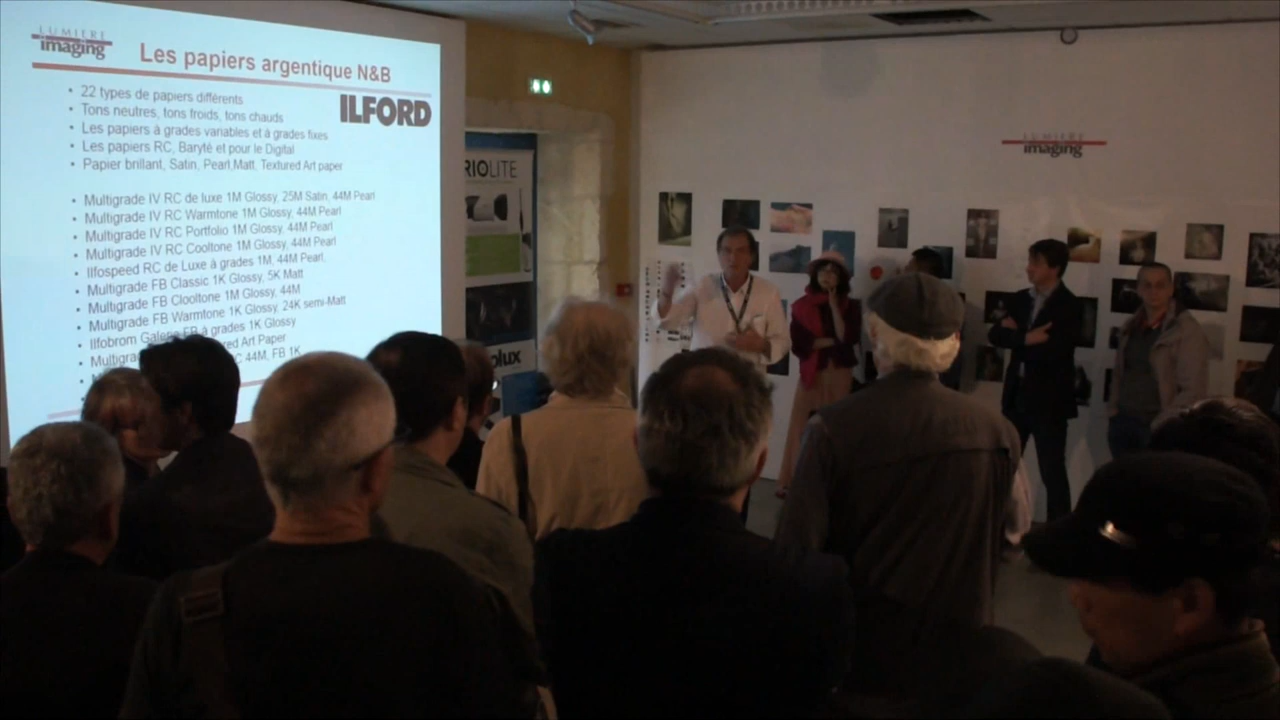 LUMIERE
imaging
Les papiers argentique N&B
ILFORD
• 22 types de papiers différents
• Tons neutres, tons froids, tons chauds
• Les papiers à grades variables et à grades fixes
• Les papiers RC, Baryté et pour le Digital
• Papier brillant, Satin, Pearl,Matt, Textured Art paper
• Multigrade IV RC de luxe 1M Glossy, 25M Satin, 44M Pearl
• Multigrade IV RC Warmtone 1M Glossy, 44M Pearl
• Multigrade IV RC Portfolio 1M Glossy, 44M Pearl
• Multigrade IV RC Cooltone 1M Glossy, 44M Pearl
• Ilfospeed RC de Luxe à grades 1M, 44M Pearl,
• Multigrade FB Classic 1K Glossy, 5K Matt
• Multigrade FB Clooltone 1M Glossy, 44M
• Multigrade FB Warmtone 1K Glossy, 24K semi-Matt
• Ilfobrom Galerie FB à grades 1K Glossy
• Multigra red Art Paper
• C 44M, FB 1K
RIOLITE
olux
LUMIERE
imaging